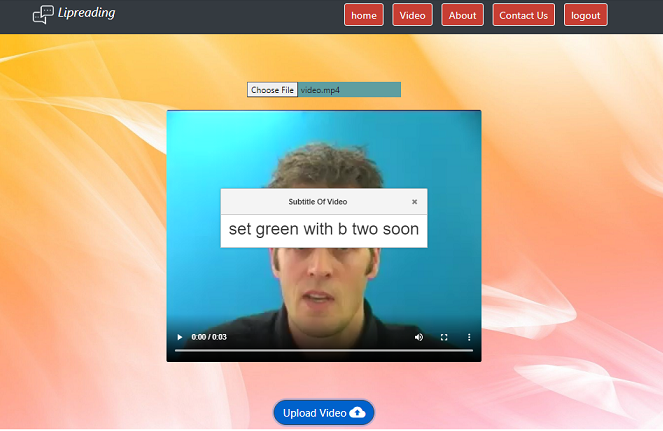 Lipreading
home Video About Contact Us logout
Choose File video.mp4
Subtitle Of Video ×
set green with b two soon
0:00 / 0:03
Upload Video